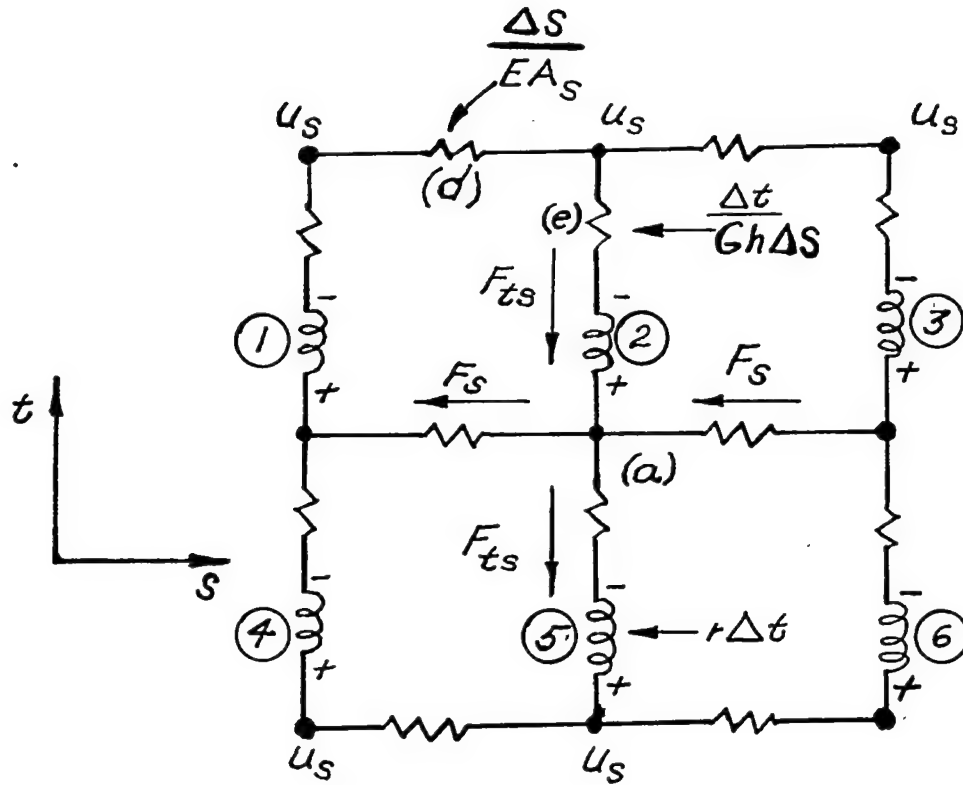 ΔS
EA_s
u_s u_s u_s
(d)
(e) Δt
GhΔS
F_ts
- - -
1 2 3
+ + +
F_s F_s
t
(a)
F_ts
s
- - -
4 5 rΔt 6
+ + +
u_s u_s